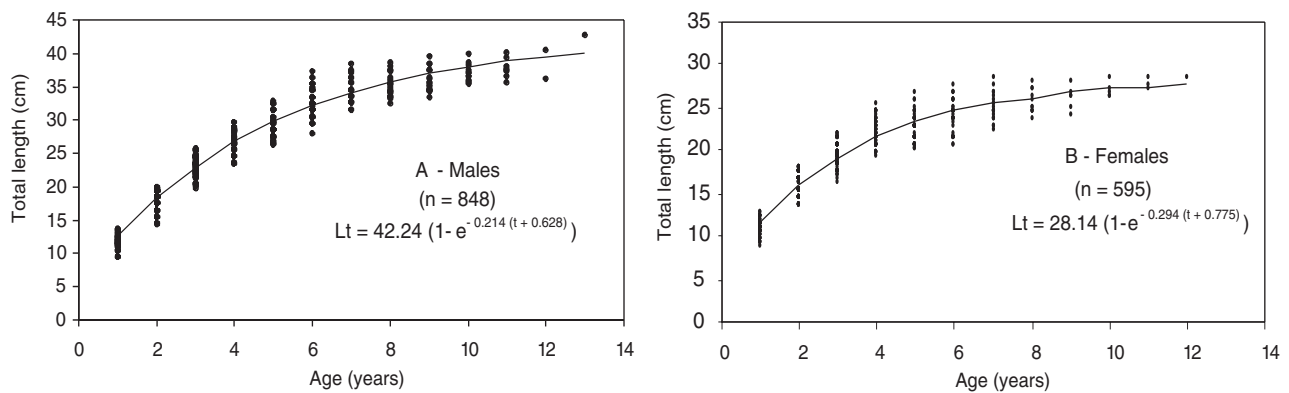 45
40
35
30
25
20
15
10
5
0
Total length (cm)
A - Males
(n = 848)
Lt = 42.24 (1- e- 0.214 (t + 0.628) )
0 2 4 6 8 10 12 14
Age (years)
35
30
25
20
15
10
5
0
Total length (cm)
B - Females
(n = 595)
Lt = 28.14 (1-e- 0.294 (t + 0.775) )
0 2 4 6 8 10 12 14
Age (years)